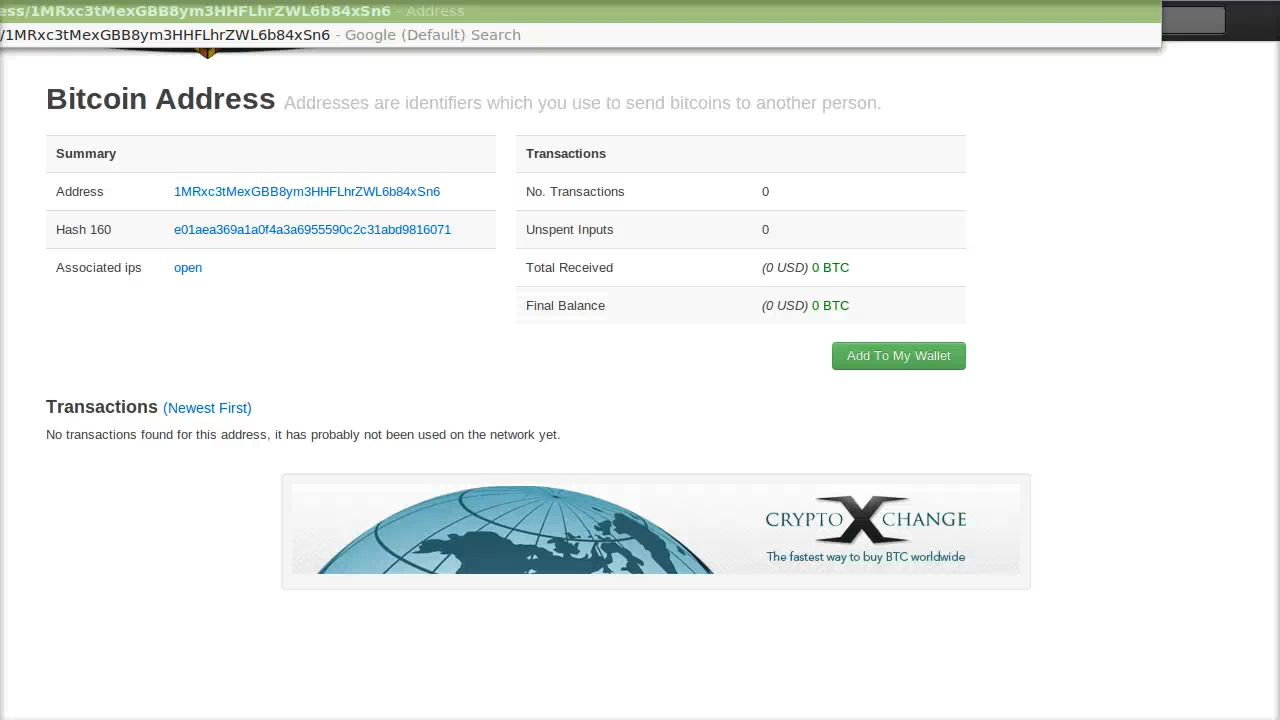 ess/1MRxc3tMexGBB8ym3HHFLhrZWL6b84xSn6 - Address
/1MRxc3tMexGBB8ym3HHFLhrZWL6b84xSn6 - Google (Default) Search
Bitcoin Address Addresses are identifiers which you use to send bitcoins to another person.
Summary
Address 1MRxc3tMexGBB8ym3HHFLhrZWL6b84xSn6
Hash 160 e01aea369a1a0f4a3a6955590c2c31abd9816071
Associated ips open
Transactions
No. Transactions 0
Unspent Inputs 0
Total Received (0 USD) 0 BTC
Final Balance (0 USD) 0 BTC
Add To My Wallet
Transactions (Newest First)
No transactions found for this address, it has probably not been used on the network yet.
CRYPTO X CHANGE
The fastest way to buy BTC worldwide